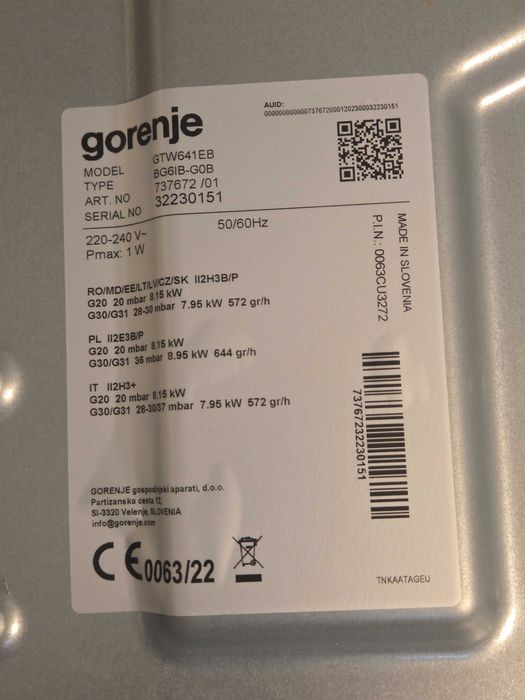 gorenje
AUID:
00000000000073767200012023000032230151
MODEL GTW641EB
TYPE BG6IB-G0B
ART. NO 737672 /01
SERIAL NO 32230151
220-240 V~ 50/60Hz
Pmax: 1 W
RO/MD/EE/LT/LV/CZ/SK II2H3B/P
G20 20 mbar 8.15 kW
G30/G31 28-30 mbar 7.95 kW 572 gr/h
PL II2E3B/P
G20 20 mbar 8.15 kW
G30/G31 36 mbar 8.95 kW 644 gr/h
IT II2H3+
G20 20 mbar 8.15 kW
G30/G31 28-30/37 mbar 7.95 kW 572 gr/h
MADE IN SLOVENIA
P.I.N.: 0063CU3272
73767232230151
GORENJE gospodinjski aparati, d.o.o.
Partizanska cesta 12,
SI-3320 Velenje, SLOVENIA
info@gorenje.com
CE 0063/22
TNKAATAGEU